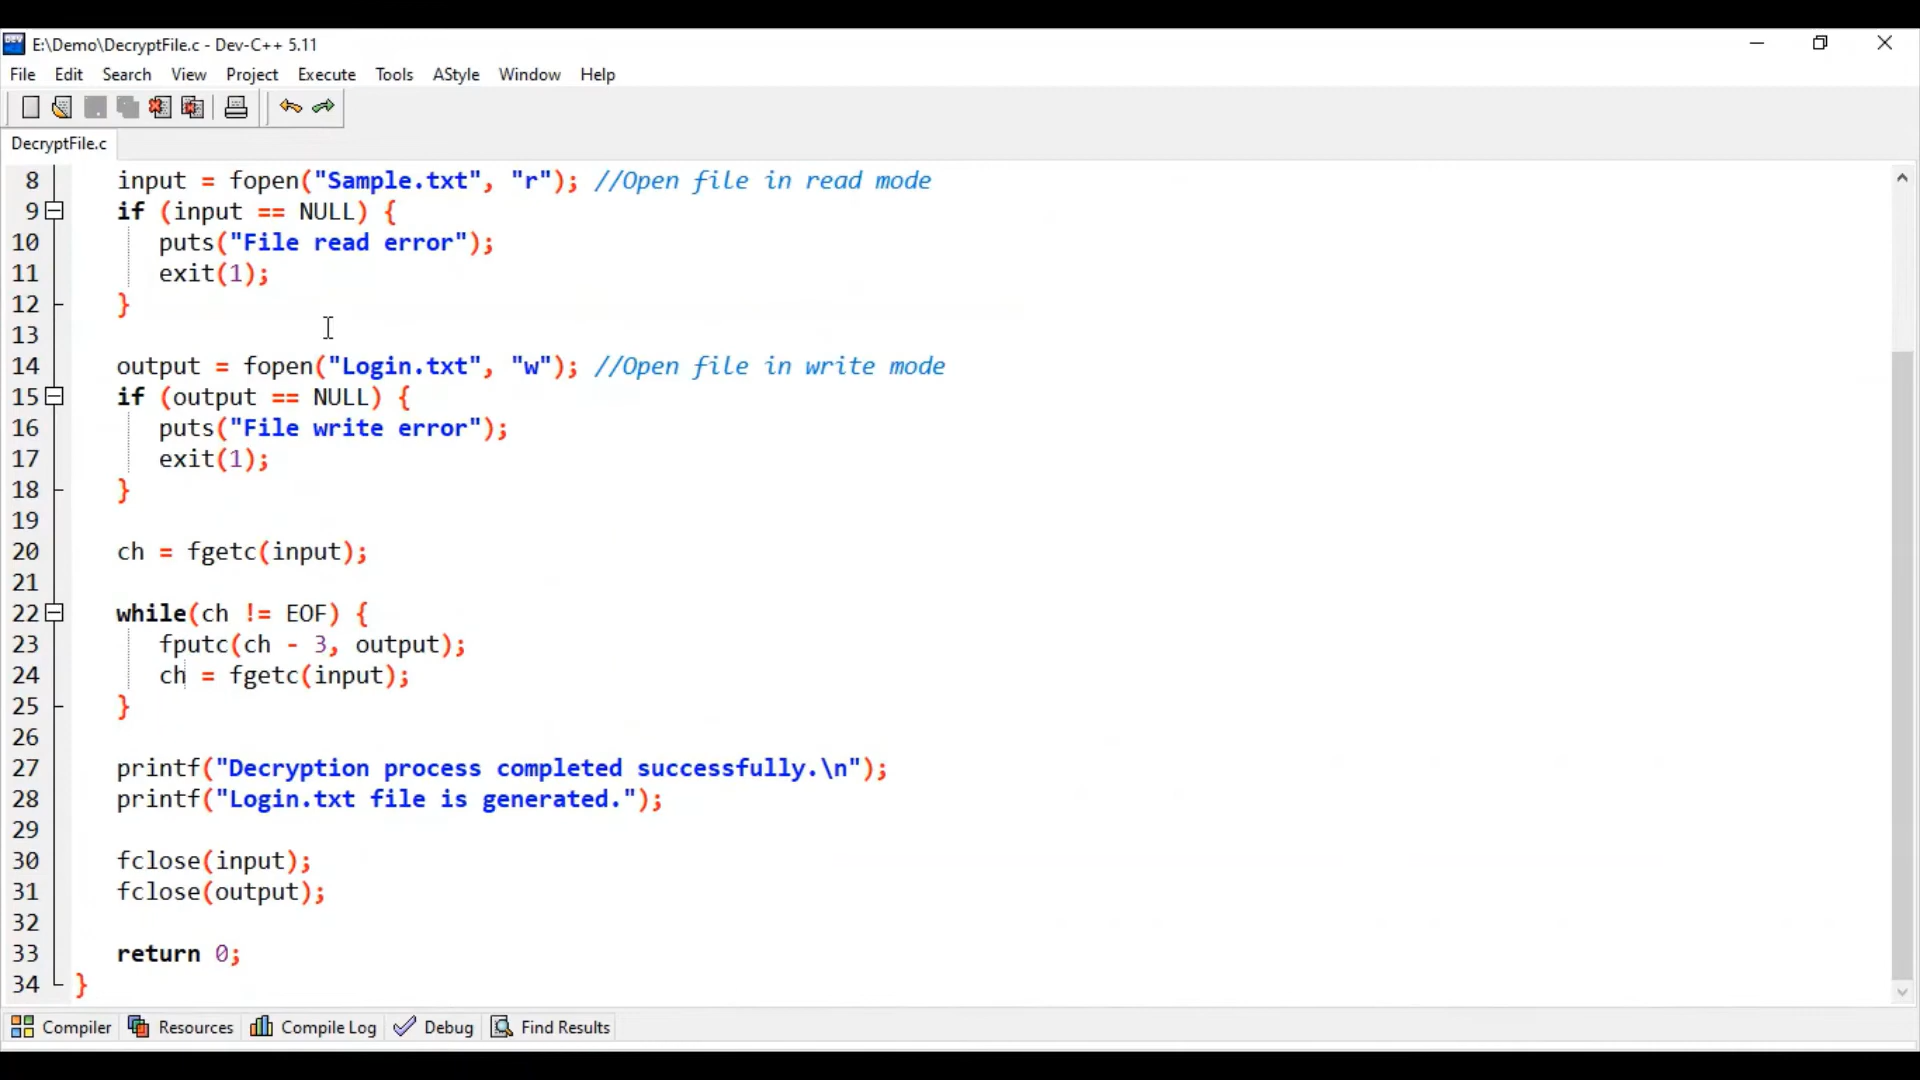 E:\Demo\DecryptFile.c - Dev-C++ 5.11
File Edit Search View Project Execute Tools AStyle Window Help
DecryptFile.c
8 input = fopen("Sample.txt", "r"); //Open file in read mode
9 if (input == NULL) {
10 puts("File read error");
11 exit(1);
12 }
13
14 output = fopen("Login.txt", "w"); //Open file in write mode
15 if (output == NULL) {
16 puts("File write error");
17 exit(1);
18 }
19
20 ch = fgetc(input);
21
22 while(ch != EOF) {
23 fputc(ch - 3, output);
24 ch = fgetc(input);
25 }
26
27 printf("Decryption process completed successfully.\n");
28 printf("Login.txt file is generated.");
29
30 fclose(input);
31 fclose(output);
32
33 return 0;
34 }
Compiler Resources Compile Log Debug Find Results